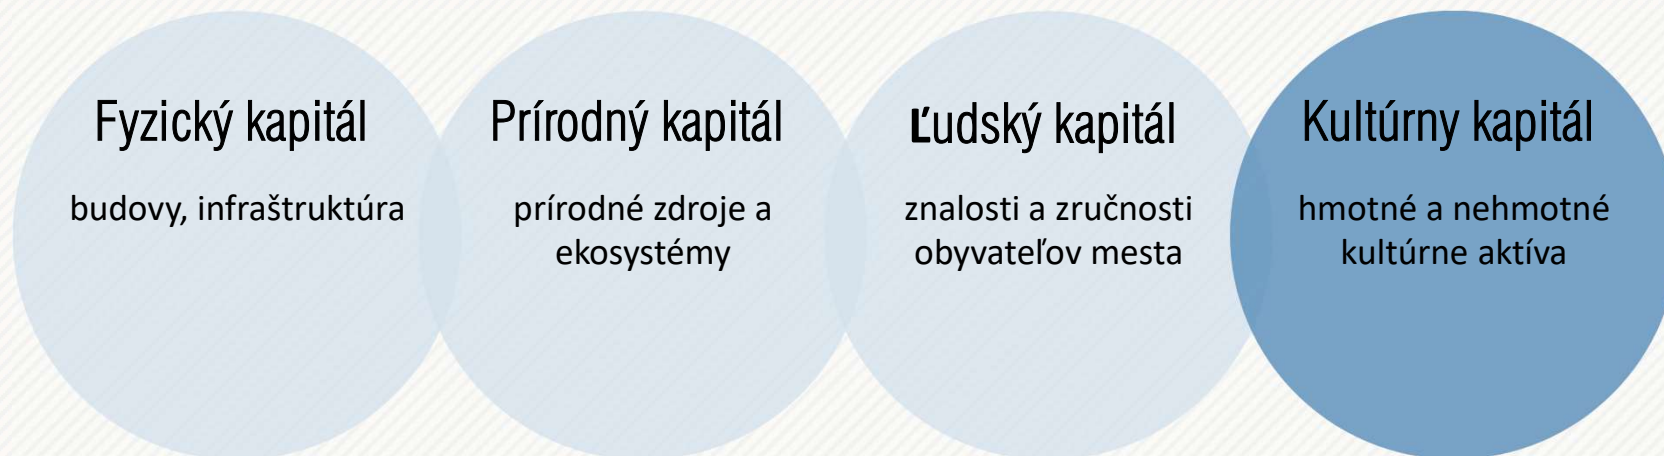 Fyzický kapitál
budovy, infraštruktúra
Prírodný kapitál
prírodné zdroje a
ekosystémy
Ľudský kapitál
znalosti a zručnosti
obyvateľov mesta
Kultúrny kapitál
hmotné a nehmotné
kultúrne aktíva